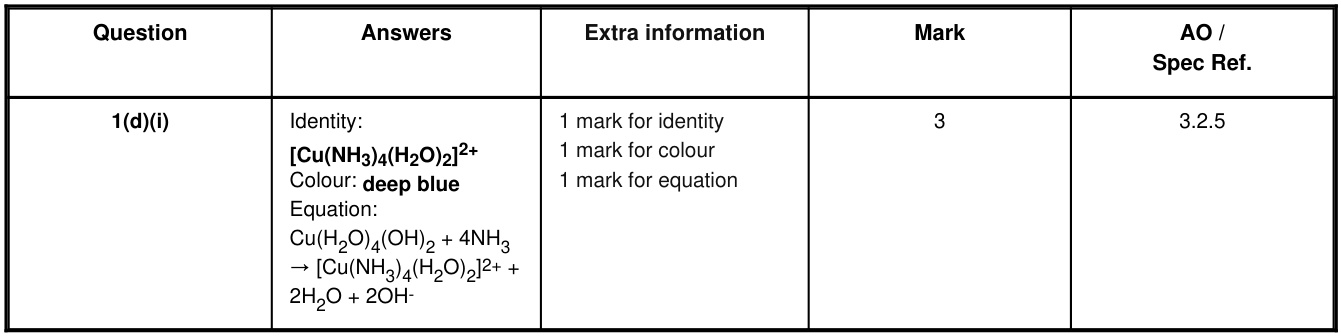 Question Answers Extra information Mark AO /
Spec Ref.
1(d)(i) Identity: 1 mark for identity 3 3.2.5
[Cu(NH₃)₄(H₂O)₂]²⁺ 1 mark for colour
Colour: deep blue 1 mark for equation
Equation:
Cu(H₂O)₄(OH)₂ + 4NH₃
→ [Cu(NH₃)₄(H₂O)₂]²⁺ +
2H₂O + 2OH⁻